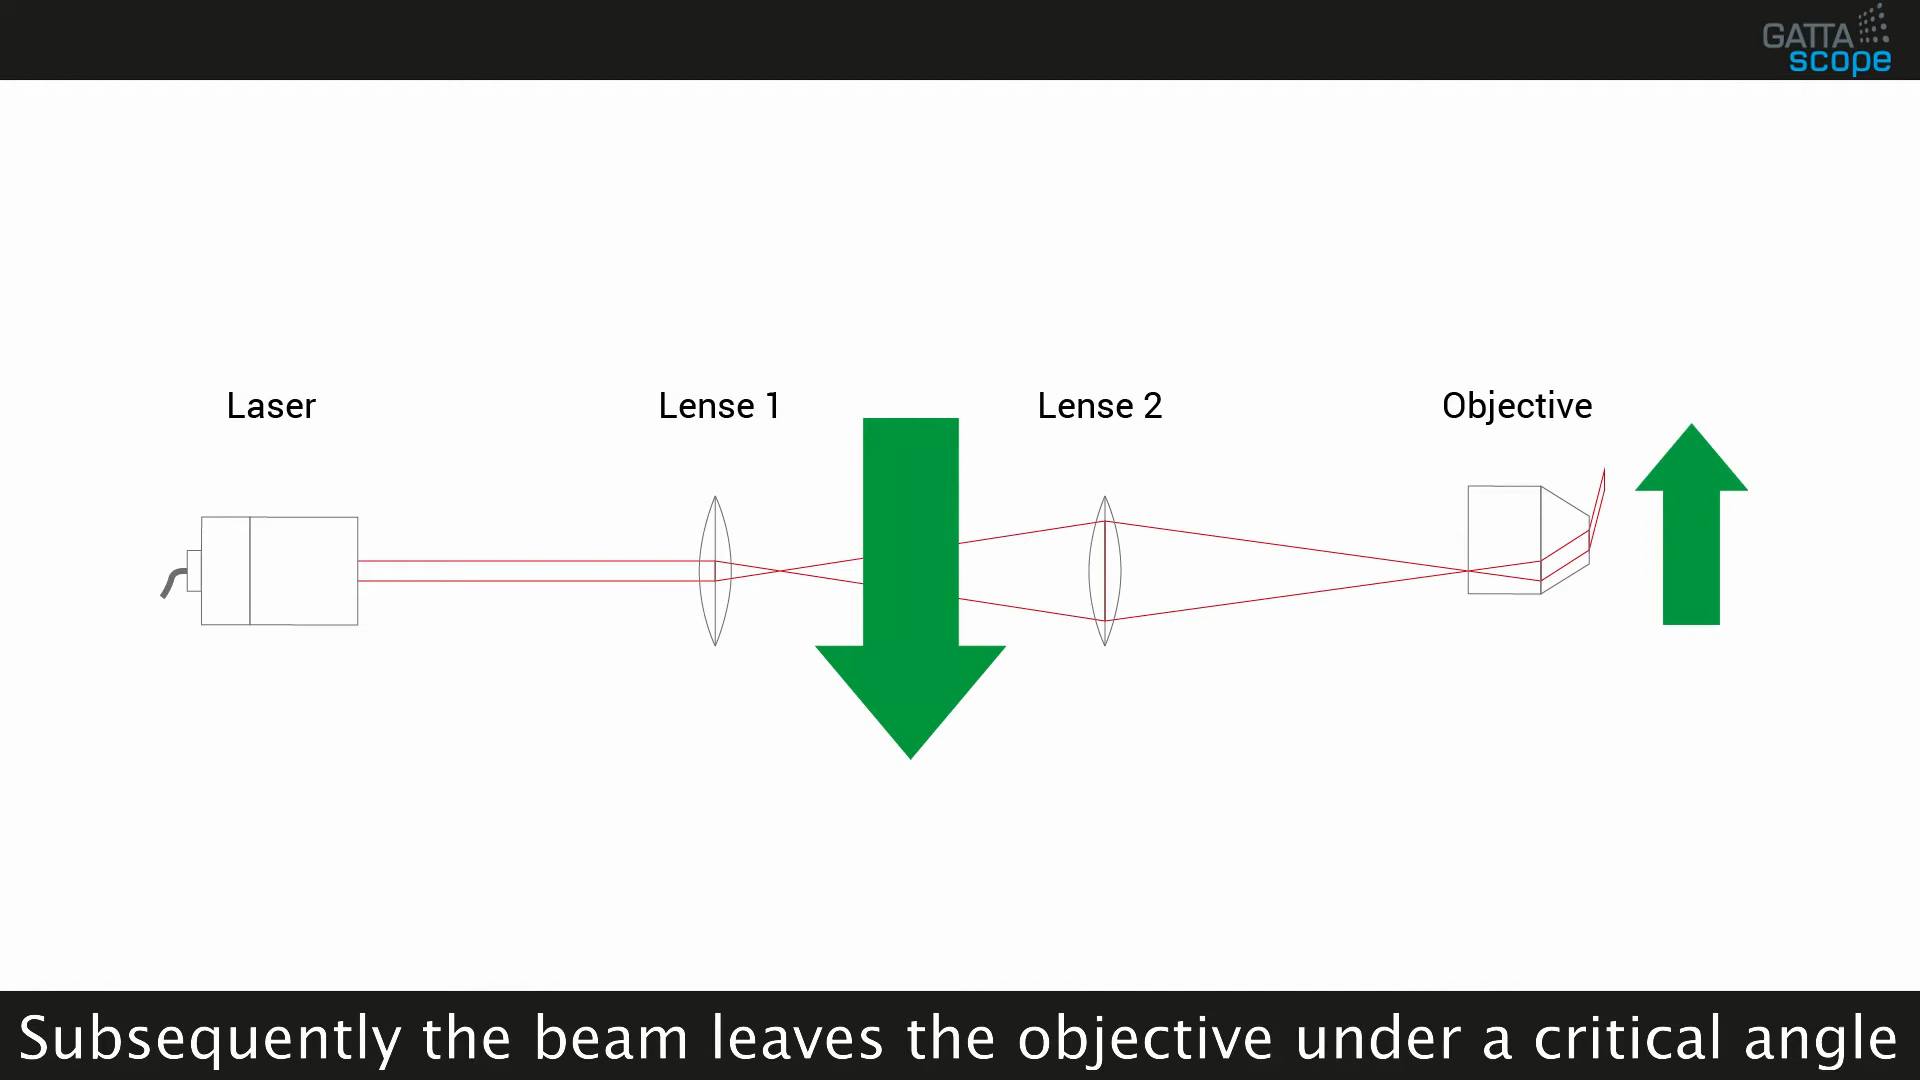 GATTA
scope
Laser
Lense 1
Lense 2
Objective
Subsequently the beam leaves the objective under a critical angle